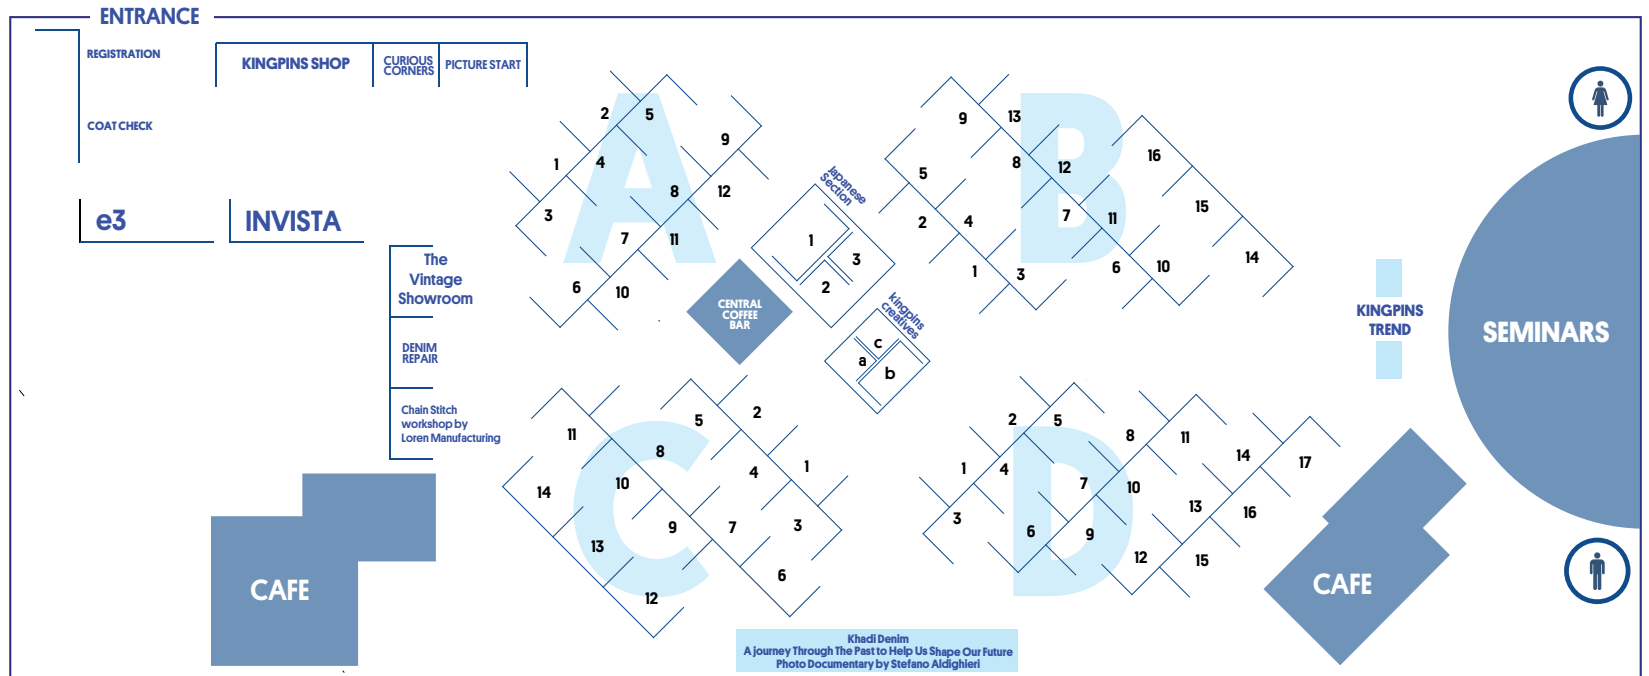 ENTRANCE
REGISTRATION
COAT CHECK
KINGPINS SHOP
CURIOUS
CORNERS
PICTURE START
e3
INVISTA
The
Vintage
Showroom
DENIM
REPAIR
Chain Stitch
workshop by
Loren Manufacturing
CAFE
A
2
5
9
1
4
8
12
3
7
11
6
10
CENTRAL
COFFEE
BAR
Japanese
Section
1
3
2
kingpins
creatives
c
a
b
B
9
13
16
8
12
5
15
2
4
7
11
14
1
3
6
10
C
11
5
2
8
4
1
14
10
9
7
3
13
6
12
D
2
5
8
11
14
17
1
4
7
10
13
16
3
6
9
12
15
Khadi Denim
A journey Through The Past to Help Us Shape Our Future
Photo Documentary by Stefano Aldighieri
KINGPINS
TREND
SEMINARS
CAFE